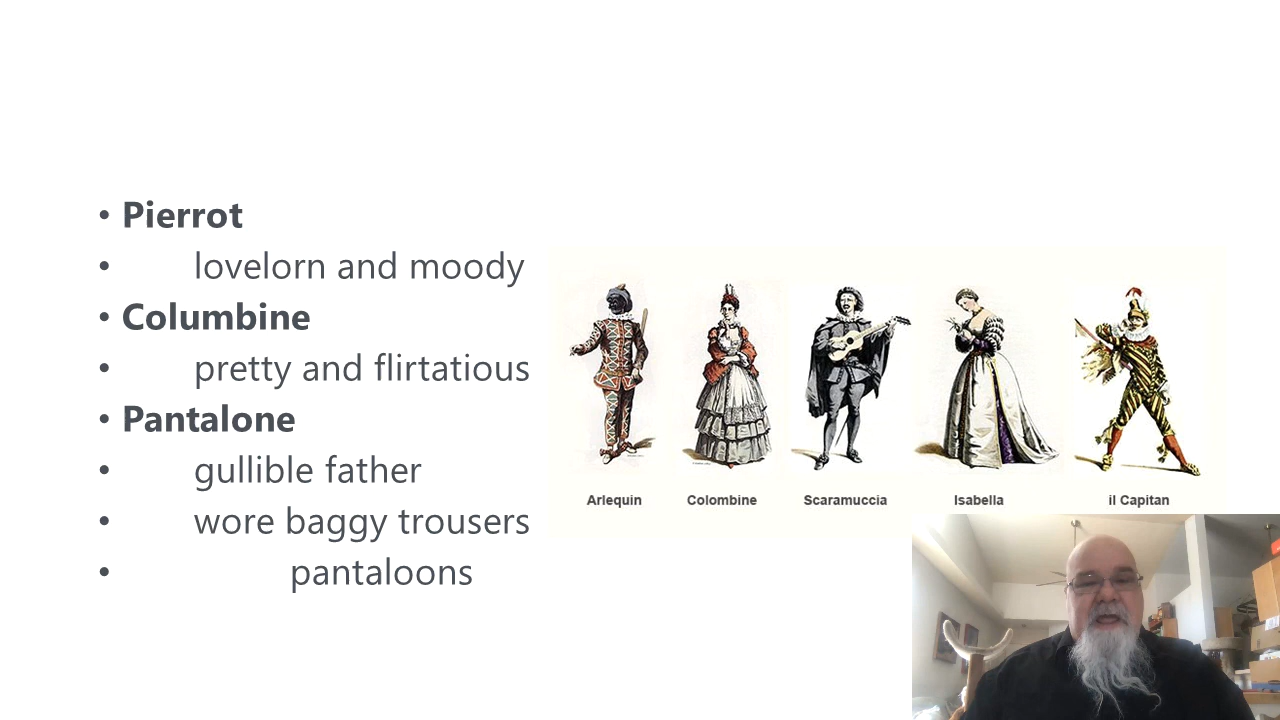 • Pierrot
• lovelorn and moody
• Columbine
• pretty and flirtatious
• Pantalone
• gullible father
• wore baggy trousers
• pantaloons
Arlequin Colombine Scaramuccia Isabella il Capitan